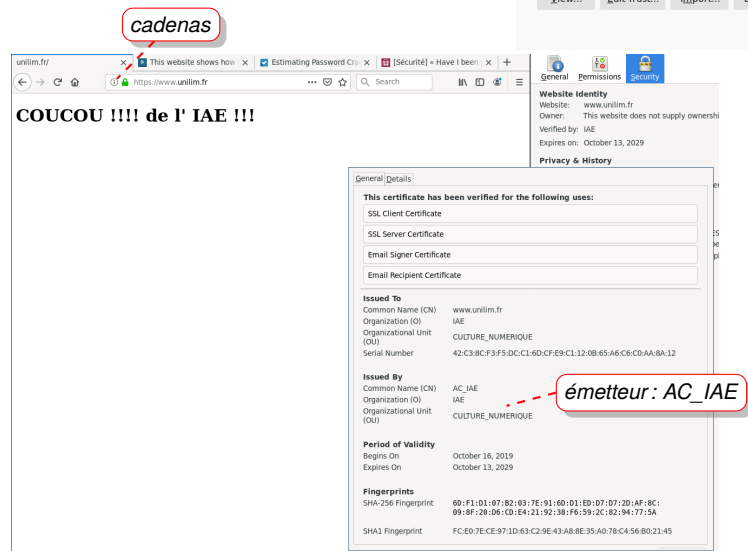 View... Edit Trust... Import...
cadenas
unilim.fr/ × This website shows how × Estimating Password Crac × [Sécurité] « Have I been × +
https://www.unilim.fr ... Search
General Permissions Security
COUCOU !!!! de l' IAE !!!
Website Identity
Website: www.unilim.fr
Owner: This website does not supply ownershi
Verified by: IAE
Expires on: October 13, 2029
Privacy & History
General Details
This certificate has been verified for the following uses:
SSL Client Certificate
SSL Server Certificate
Email Signer Certificate
Email Recipient Certificate
Issued To
Common Name (CN) www.unilim.fr
Organization (O) IAE
Organizational Unit (OU) CULTURE_NUMERIQUE
Serial Number 42:C3:8C:F3:F5:DC:C1:6D:CF:E9:C1:12:0B:65:A6:C6:C0:AA:8A:12
Issued By
Common Name (CN) AC_IAE
Organization (O) IAE
Organizational Unit (OU) CULTURE_NUMERIQUE
émetteur : AC_IAE
Period of Validity
Begins On October 16, 2019
Expires On October 13, 2029
Fingerprints
SHA-256 Fingerprint 6D:F1:D1:07:B2:03:7E:91:6D:D1:ED:D7:D7:2D:AF:8C:
09:8F:20:D6:CD:E4:21:92:38:F6:59:2C:82:94:77:5A
SHA1 Fingerprint FC:E0:7E:CE:97:1D:63:C2:9E:43:A8:8E:35:A0:78:C4:56:B0:21:45